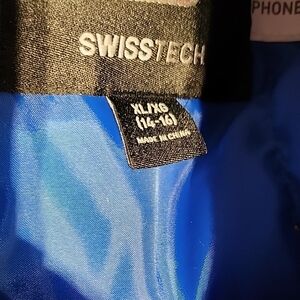 PHONE
SWISSTECH
XL/XG
(14-16)
MADE IN CHINA